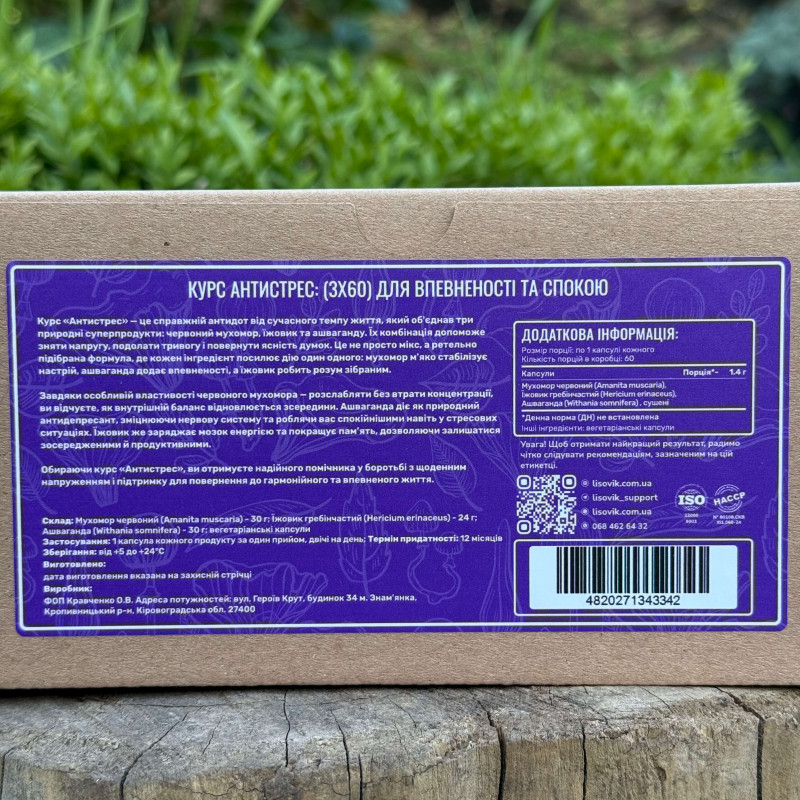 КУРС АНТИСТРЕС: (3Х60) ДЛЯ ВПЕВНЕНОСТІ ТА СПОКОЮ
Курс «Антистрес» — це справжній антидот від сучасного темпу життя, який об'єднав три
природні суперпродукти: червоний мухомор, їжовик та ашваганду. Їх комбінація допоможе
зняти напругу, подолати тривогу і повернути ясність думок. Це не просто мікс, а ретельно
підібрана формула, де кожен інгредієнт посилює дію один одного: мухомор м'яко стабілізує
настрій, ашваганда додає впевненості, а їжовик робить розум зібраним.
Завдяки особливій властивості червоного мухомора — розслабляти без втрати концентрації,
ви відчуєте, як внутрішній баланс відновлюється зсередини. Ашваганда діє як природний
антидепресант, зміцнюючи нервову систему та роблячи вас спокійнішими навіть у стресових
ситуаціях. Їжовик же заряджає мозок енергією та покращує пам'ять, дозволяючи залишатися
зосередженими й продуктивними.
Обираючи курс «Антистрес», ви отримуєте надійного помічника у боротьбі з щоденним
напруженням і підтримку для повернення до гармонійного та впевненого життя.
Склад: Мухомор червоний (Amanita muscaria) - 30 г; Їжовик гребінчастий (Hericium erinaceus) - 24 г;
Ашваганда (Withania somnifera) - 30 г; вегетаріанські капсули
Застосування: 1 капсула кожного продукту за один прийом, двічі на день; Термін придатності: 12 місяців
Зберігання: від +5 до +24°C
Виготовлено:
дата виготовлення вказана на захисній стрічці
Виробник:
ФОП Кравченко О.В. Адреса потужностей: вул. Героїв Крут. будинок 34 м. Знам'янка,
Кропивницький р-н, Кіровоградська обл. 27400
ДОДАТКОВА ІНФОРМАЦІЯ:
Розмір порції: по 1 капсулі кожного
Кількість порцій в коробці: 60
Капсули Порція*- 1.4 г
Мухомор червоний (Amanita muscaria),
Їжовик гребінчастий (Hericium erinaceus),
Ашваганда (Withania somnifera) , сушені
*Денна норма (ДН) не встановлена
Інші інгредієнти: вегетаріанські капсули
Увага! Щоб отримати найкращий результат, радимо
чітко слідувати рекомендаціям, зазначеним на цій
етикетці.
lisovik.com.ua
lisovik_support
lisovik.com.ua
068 462 64 32
ISO
HACCP
4820271343342